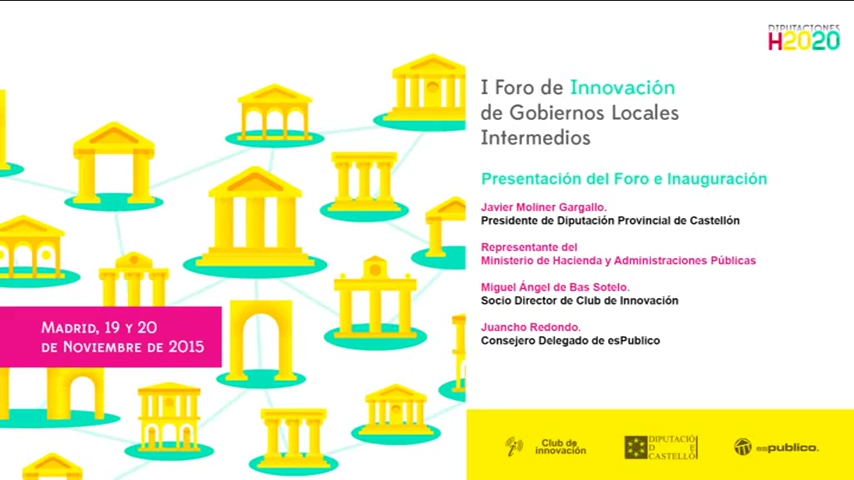 DIPUTACIONES
H2020
I Foro de Innovación
de Gobiernos Locales
Intermedios
Presentación del Foro e Inauguración
Javier Moliner Gargallo.
Presidente de Diputación Provincial de Castellón
Representante del
Ministerio de Hacienda y Administraciones Públicas
Miguel Ángel de Bas Sotelo.
Socio Director de Club de Innovación
Juancho Redondo.
Consejero Delegado de esPublico
Madrid, 19 y 20
de Noviembre de 2015
Club de
innovación
DIPUTACIÓ
D E
CASTELLÓ
espublico.